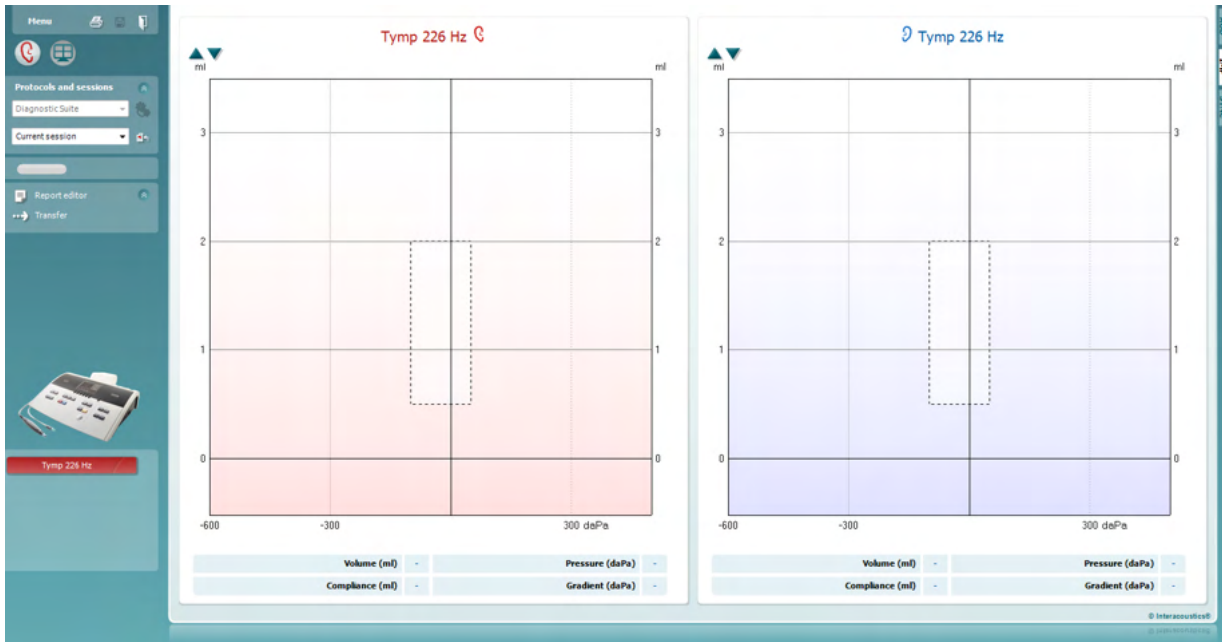 Menu
Protocols and sessions
Diagnostic Suite
Current session
Report editor
Transfer
Tymp 226 Hz
Tymp 226 Hz
ml
ml
3
3
2
2
1
1
0
0
-600
-300
300 daPa
Volume (ml) -
Pressure (daPa) -
Compliance (ml) -
Gradient (daPa) -
Tymp 226 Hz
ml
ml
3
3
2
2
1
1
0
0
-600
-300
300 daPa
Volume (ml) -
Pressure (daPa) -
Compliance (ml) -
Gradient (daPa) -
© Interacoustics®